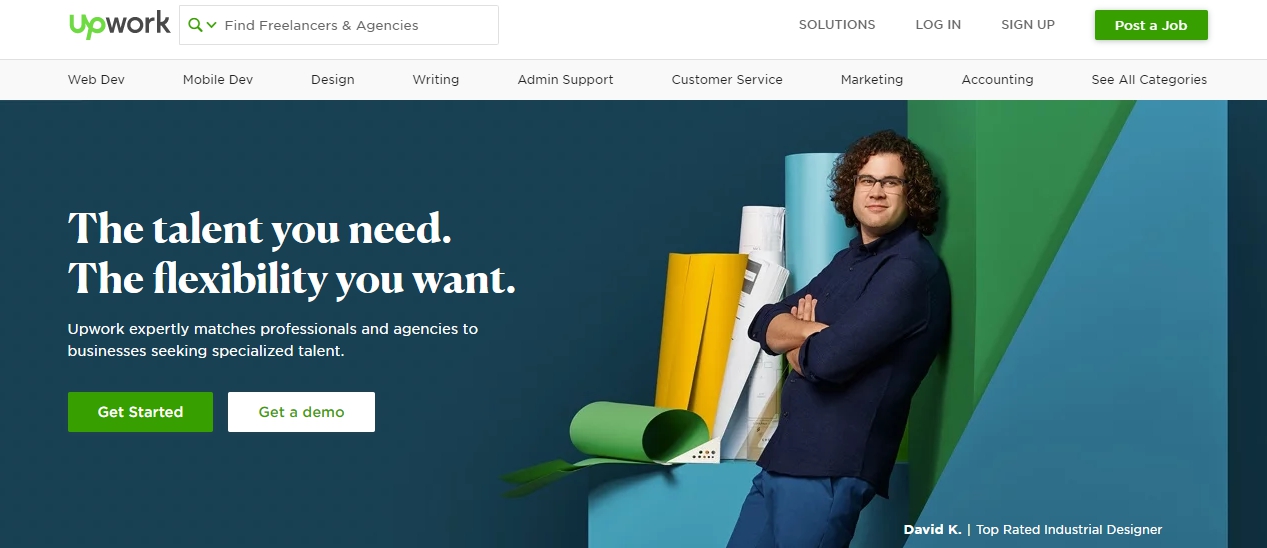 Upwork
Find Freelancers & Agencies
SOLUTIONS
LOG IN
SIGN UP
Post a Job
Web Dev
Mobile Dev
Design
Writing
Admin Support
Customer Service
Marketing
Accounting
See All Categories
The talent you need.
The flexibility you want.
Upwork expertly matches professionals and agencies to
businesses seeking specialized talent.
Get Started
Get a demo
David K. | Top Rated Industrial Designer